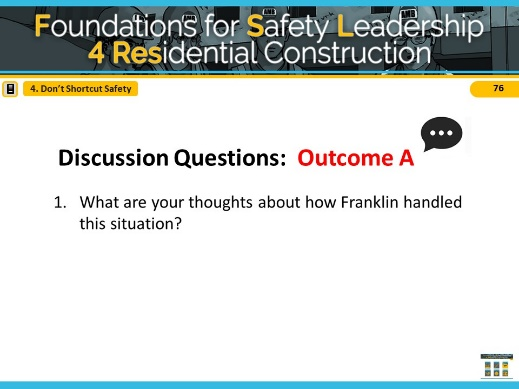 Foundations for Safety Leadership
4 Residential Construction
4. Don't Shortcut Safety
76
Discussion Questions: Outcome A
1. What are your thoughts about how Franklin handled
this situation?